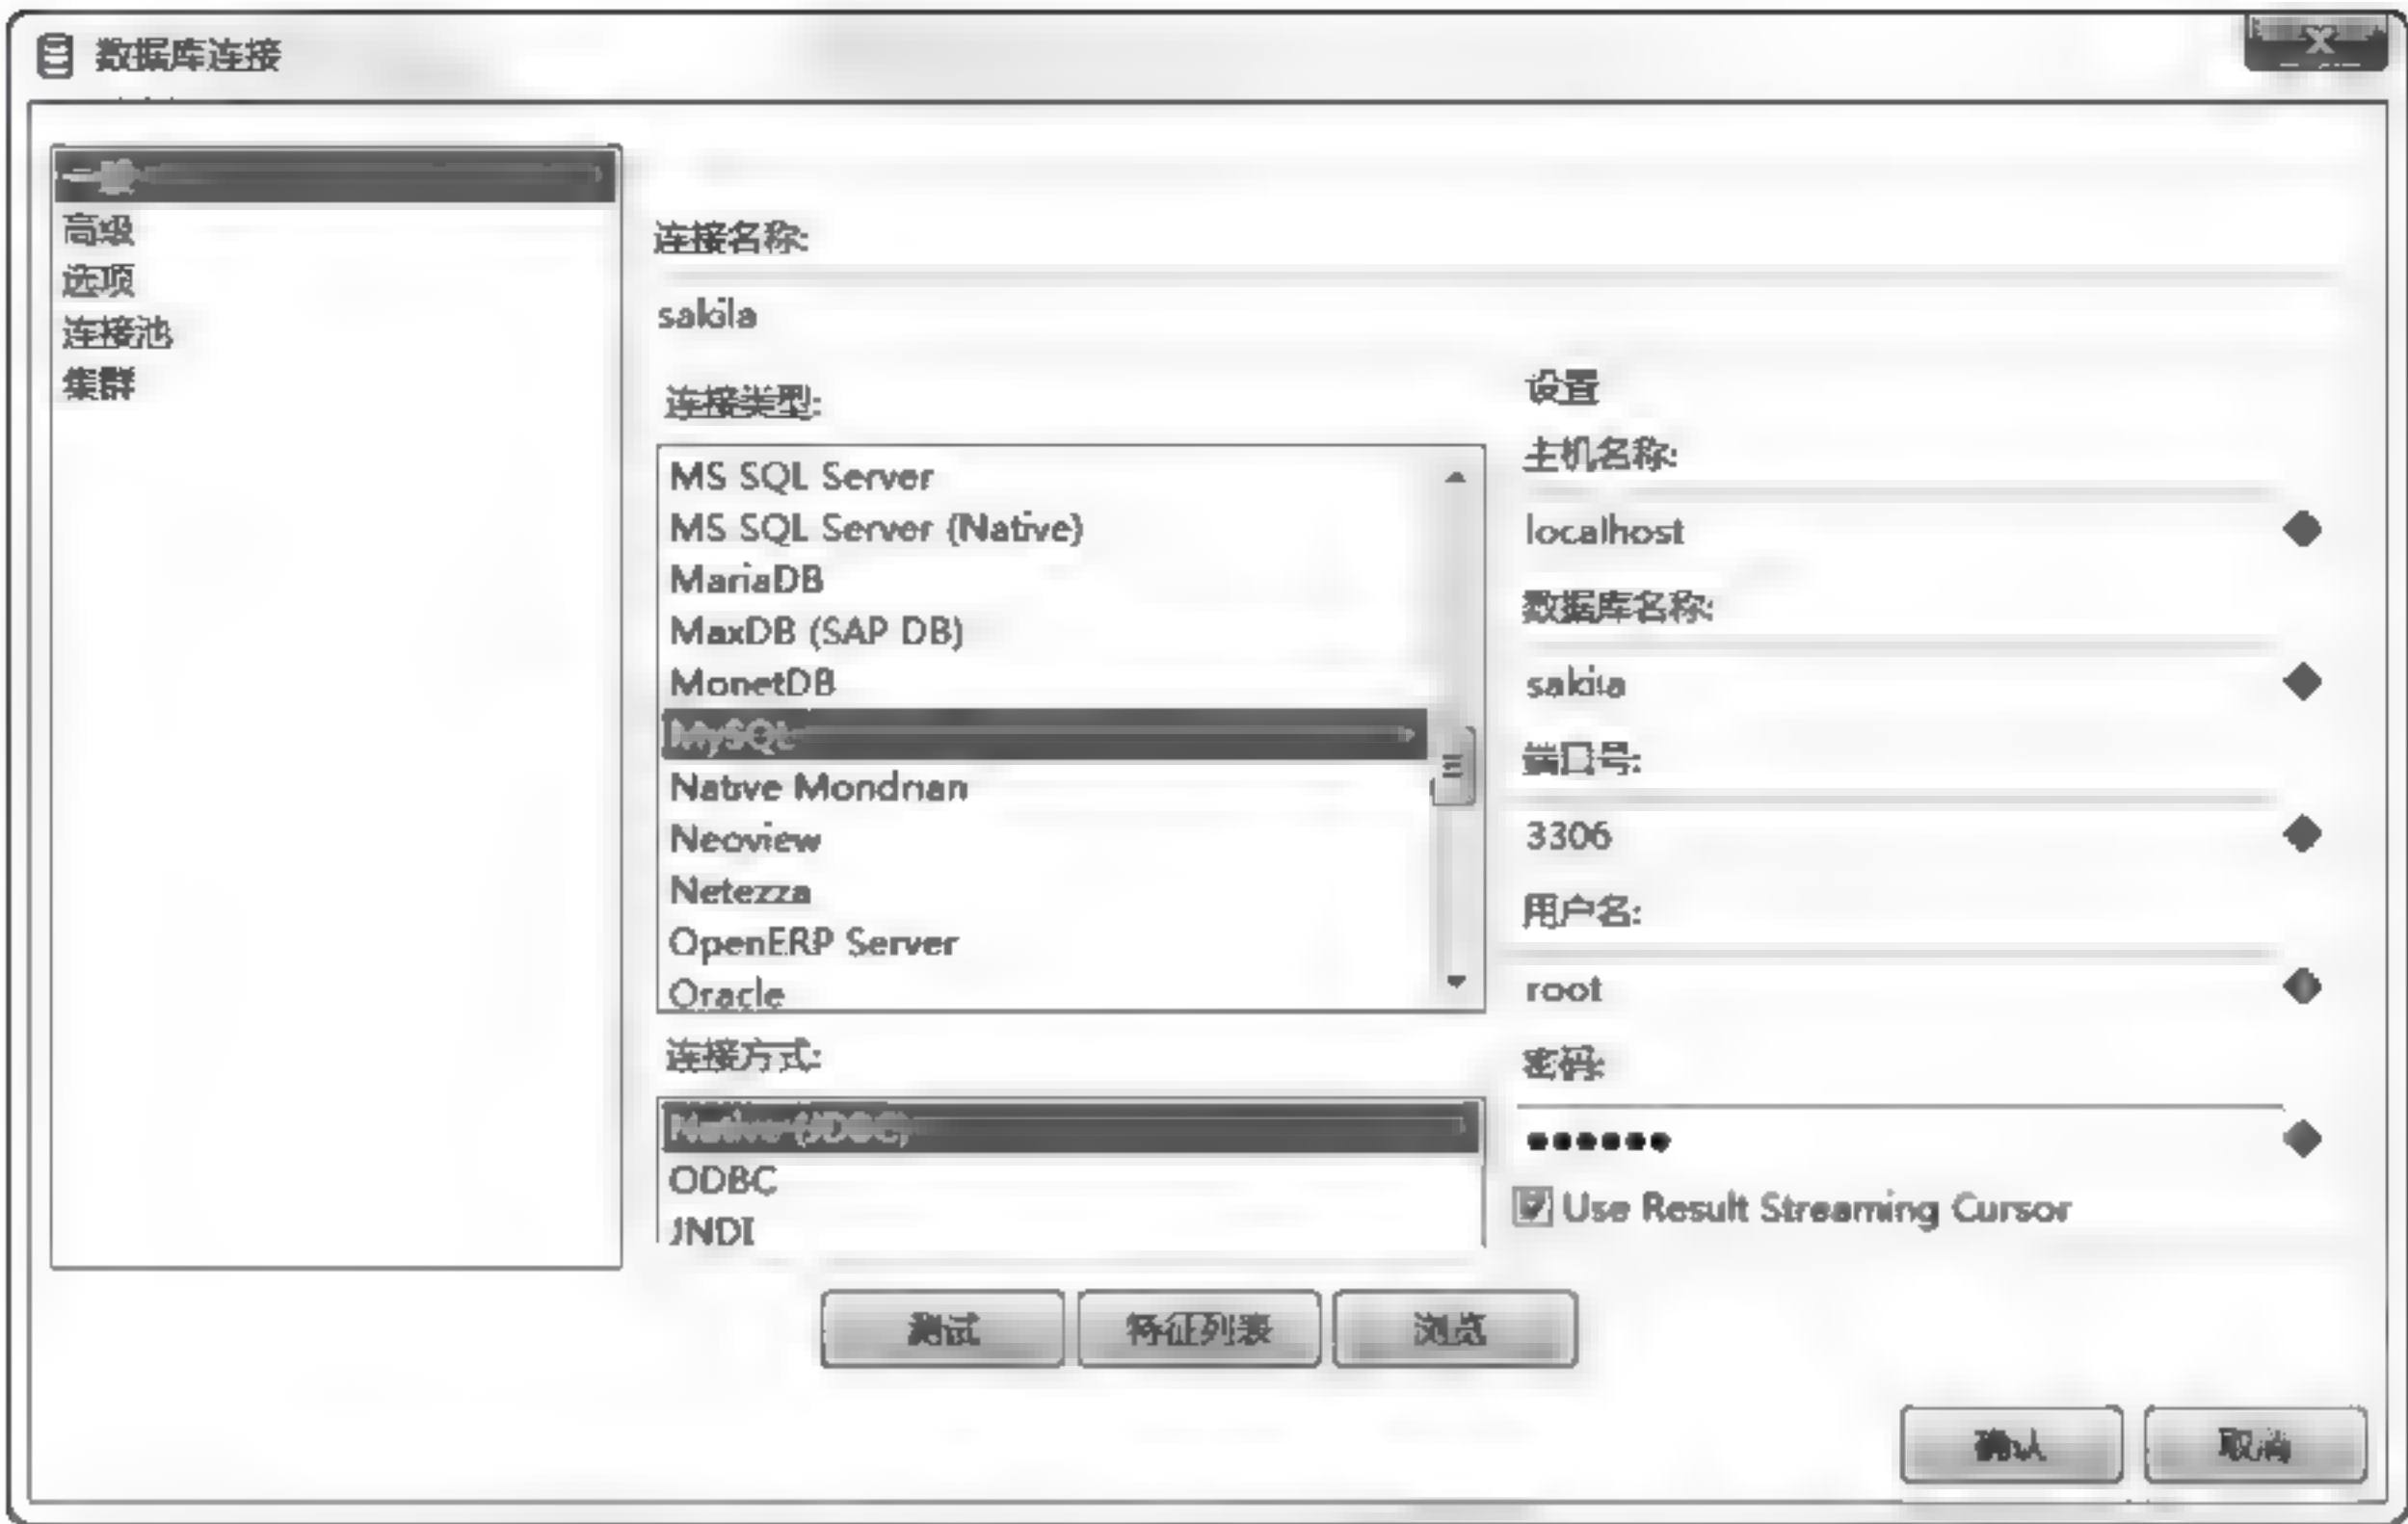 数据库连接
一般
高级
选项
连接池
集群
连接名称:
sakila
连接类型:
MS SQL Server
MS SQL Server (Native)
MariaDB
MaxDB (SAP DB)
MonetDB
MySQL
Native Mondrian
Neoview
Netezza
OpenERP Server
Oracle
连接方式:
Native (JDBC)
ODBC
JNDI
设置
主机名称:
localhost
数据库名称:
sakila
端口号:
3306
用户名:
root
密码:
●●●●●●
Use Result Streaming Cursor
测试
特征列表
浏览
确认
取消